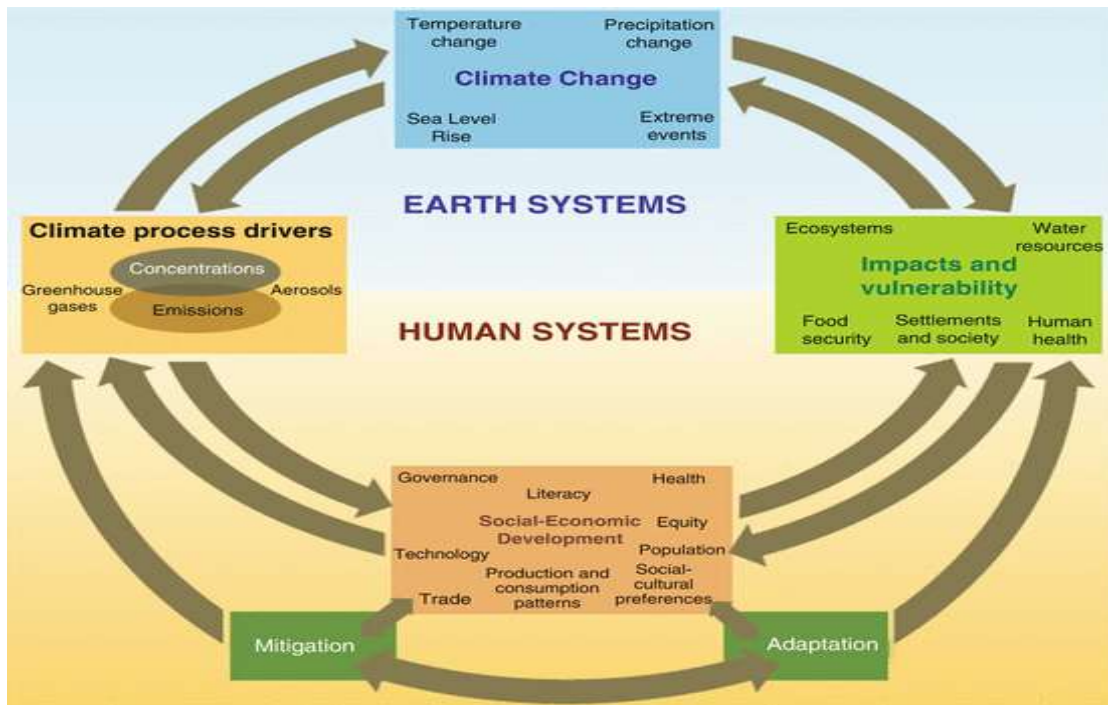 Temperature
change
Precipitation
change
Climate Change
Sea Level
Rise
Extreme
events
EARTH SYSTEMS
Climate process drivers
Concentrations
Greenhouse
gases
Aerosols
Emissions
Ecosystems
Water
resources
Impacts and
vulnerability
Food
security
Settlements
and society
Human
health
HUMAN SYSTEMS
Governance
Literacy
Health
Social-Economic
Development
Equity
Technology
Population
Trade
Production and
consumption
patterns
Social-
cultural
preferences
Mitigation
Adaptation